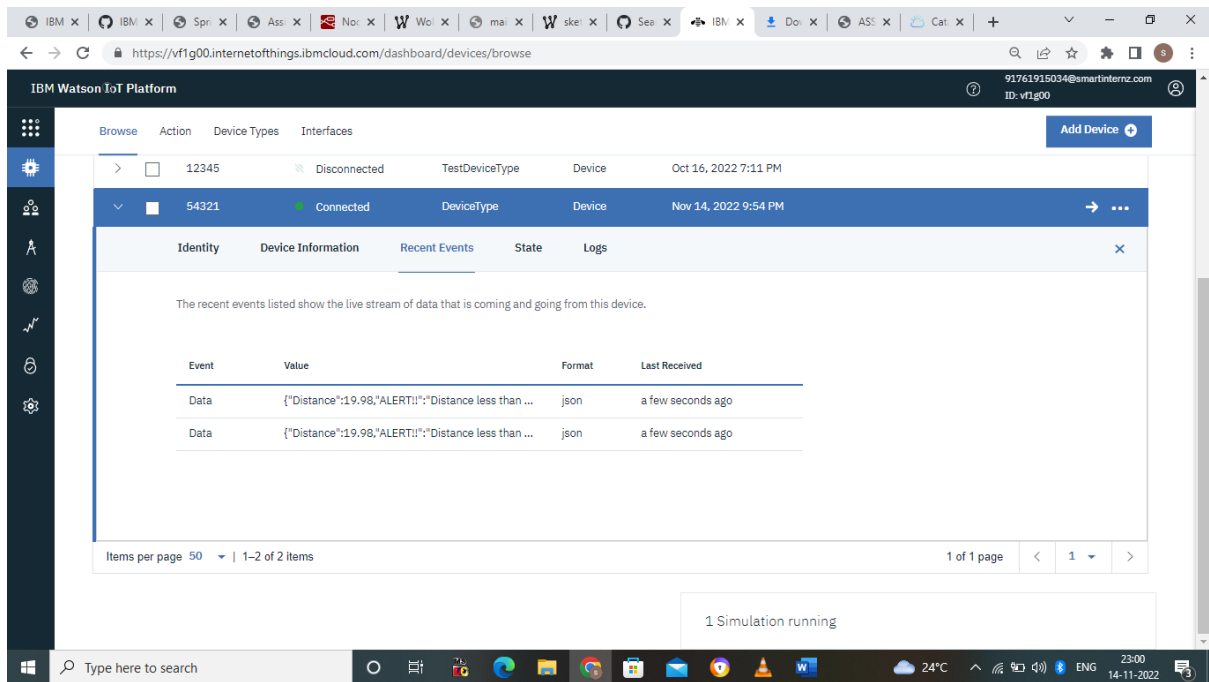 IBM M Spri Assi Noc Wol mai sket Sea IBM Dov ASS Cat
https://vf1g00.internetofthings.ibmcloud.com/dashboard/devices/browse
s
IBM Watson IoT Platform
91761915034@smartinternz.com
ID: vf1g00
Browse Action Device Types Interfaces
Add Device
12345 Disconnected TestDeviceType Device Oct 16, 2022 7:11 PM
54321 Connected DeviceType Device Nov 14, 2022 9:54 PM
Identity Device Information Recent Events State Logs
The recent events listed show the live stream of data that is coming and going from this device.
Event Value Format Last Received
Data {"Distance":19.98,"ALERT!!":"Distance less than ... json a few seconds ago
Data {"Distance":19.98,"ALERT!!":"Distance less than ... json a few seconds ago
Items per page 50 | 1–2 of 2 items
1 of 1 page < 1 >
1 Simulation running
Type here to search
24°C ENG 23:00
14-11-2022
3